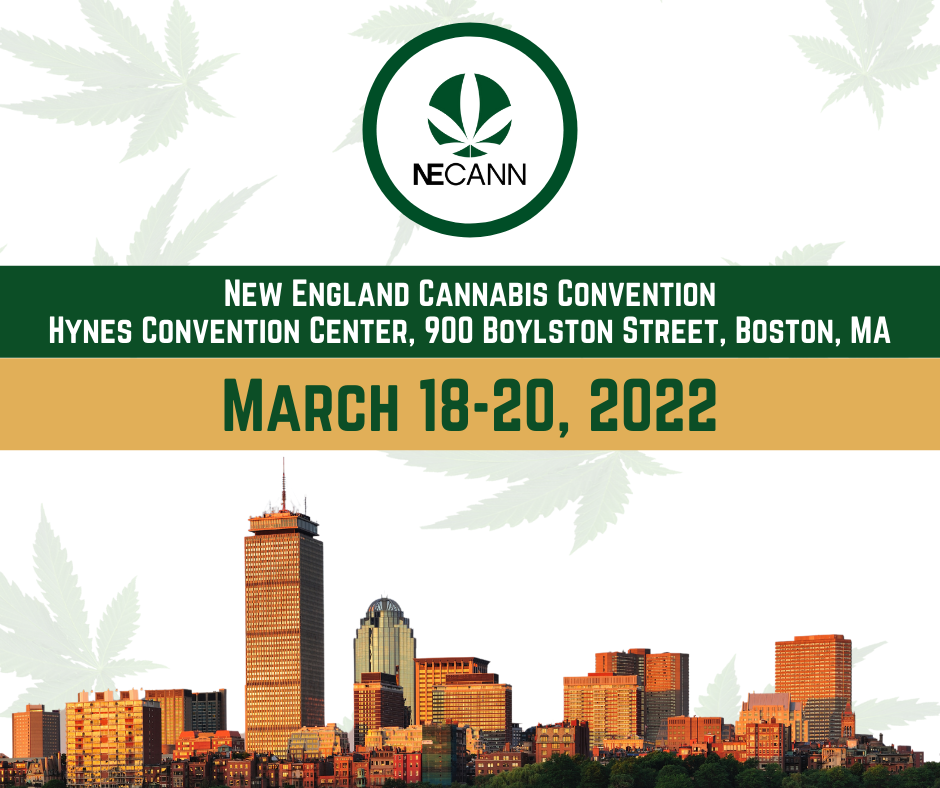 NECANN
New England Cannabis Convention
Hynes Convention Center, 900 Boylston Street, Boston, MA
March 18-20, 2022